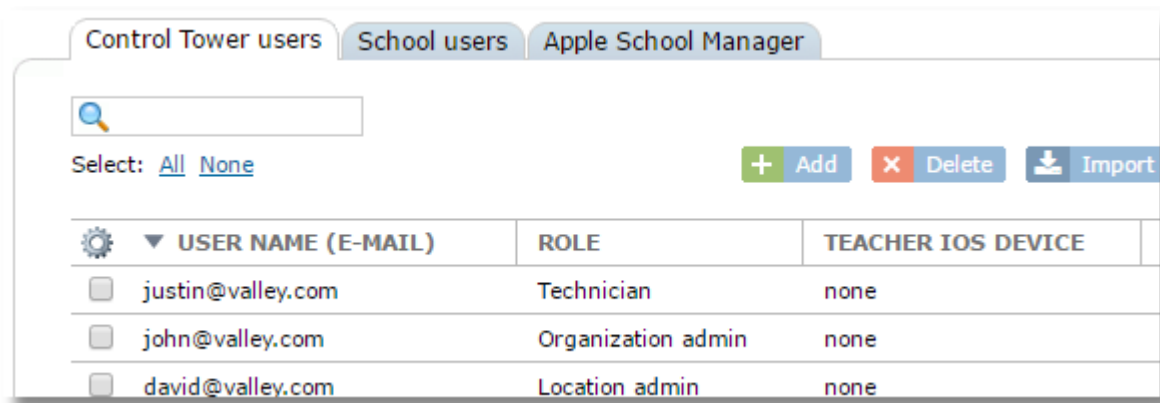 Control Tower users School users Apple School Manager
Select: All None
Add Delete Import
USER NAME (E-MAIL) ROLE TEACHER IOS DEVICE
justin@valley.com Technician none
john@valley.com Organization admin none
david@valley.com Location admin none